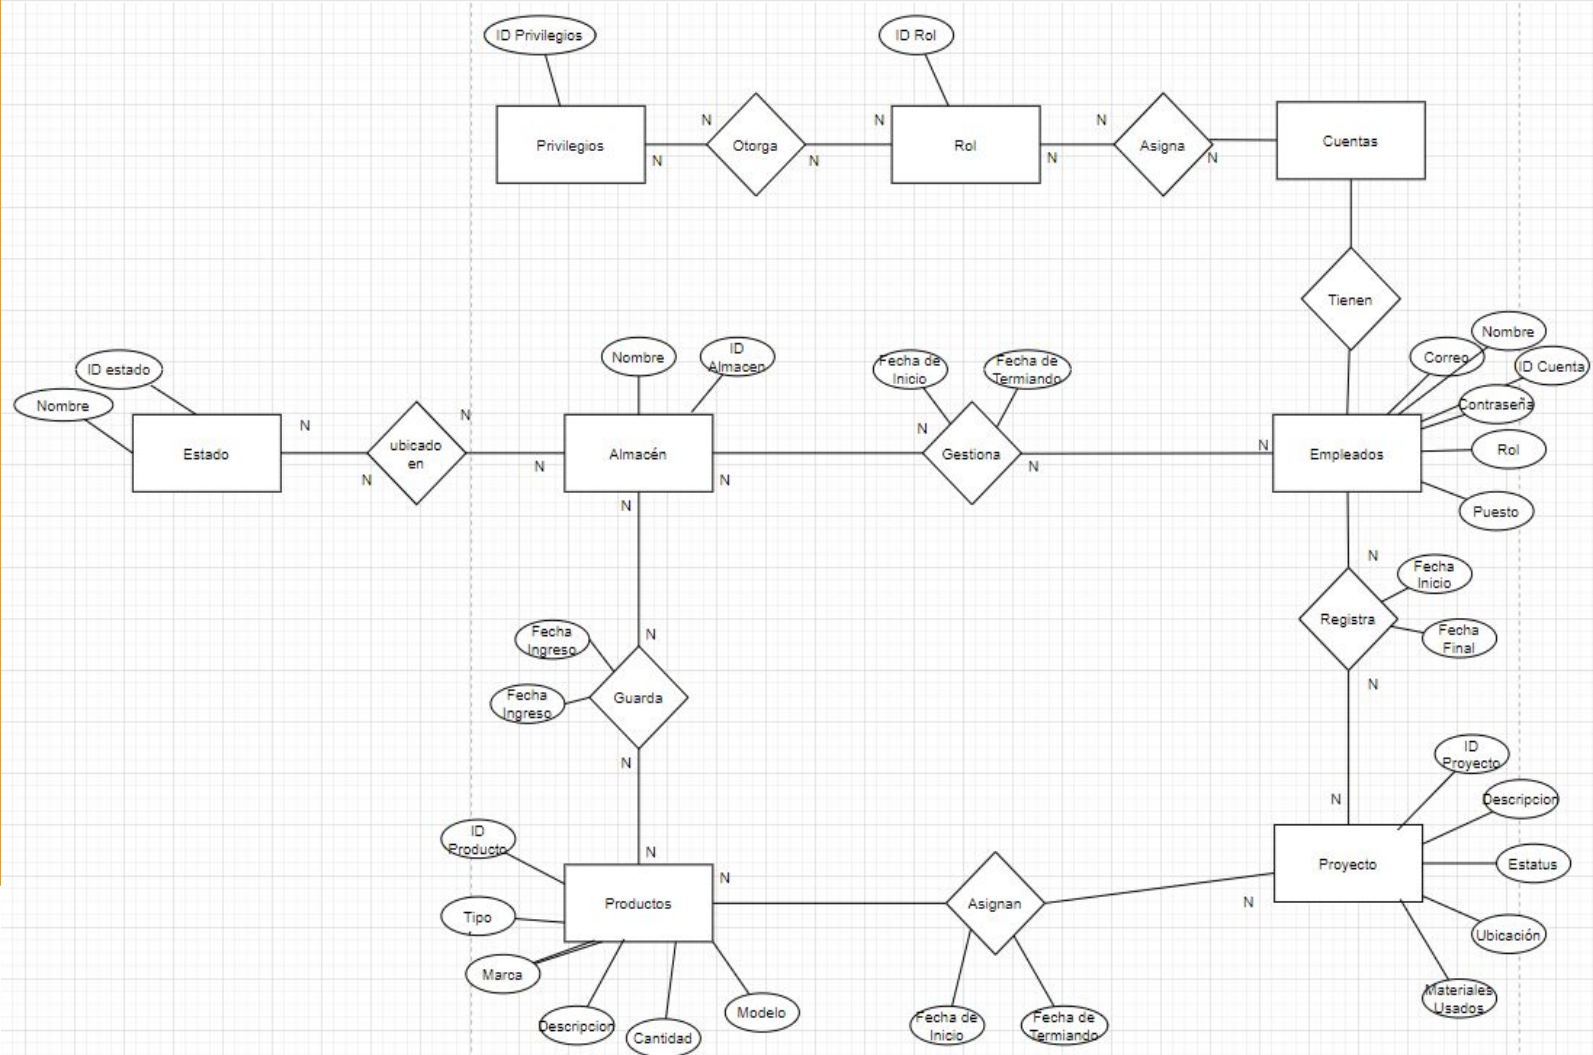 ID Privilegios
ID Rol
N
N
N
Privilegios
Otorga
Rol
Asigna
Cuentas
N
N
N
N
Tienen
Nombre
ID
Almacen
Nombre
Correo
ID Cuenta
ID estado
Fecha de
Inicio
Fecha de
Termiando
Nombre
Contraseña
N
N
N
N
Estado
ubicado
en
Almacén
Gestiona
Empleados
Rol
N
N
N
N
N
Puesto
N
Fecha
Inicio
Registra
Fecha
Final
Fecha
Ingreso
N
Fecha
Ingreso
Guarda
N
N
ID
Proyecto
N
Descripcion
ID
Producto
N
N
Proyecto
Estatus
Productos
Asignan
N
Tipo
Ubicación
Marca
Materiales
Usados
Modelo
Descripcion
Cantidad
Fecha de
Inicio
Fecha de
Termiando